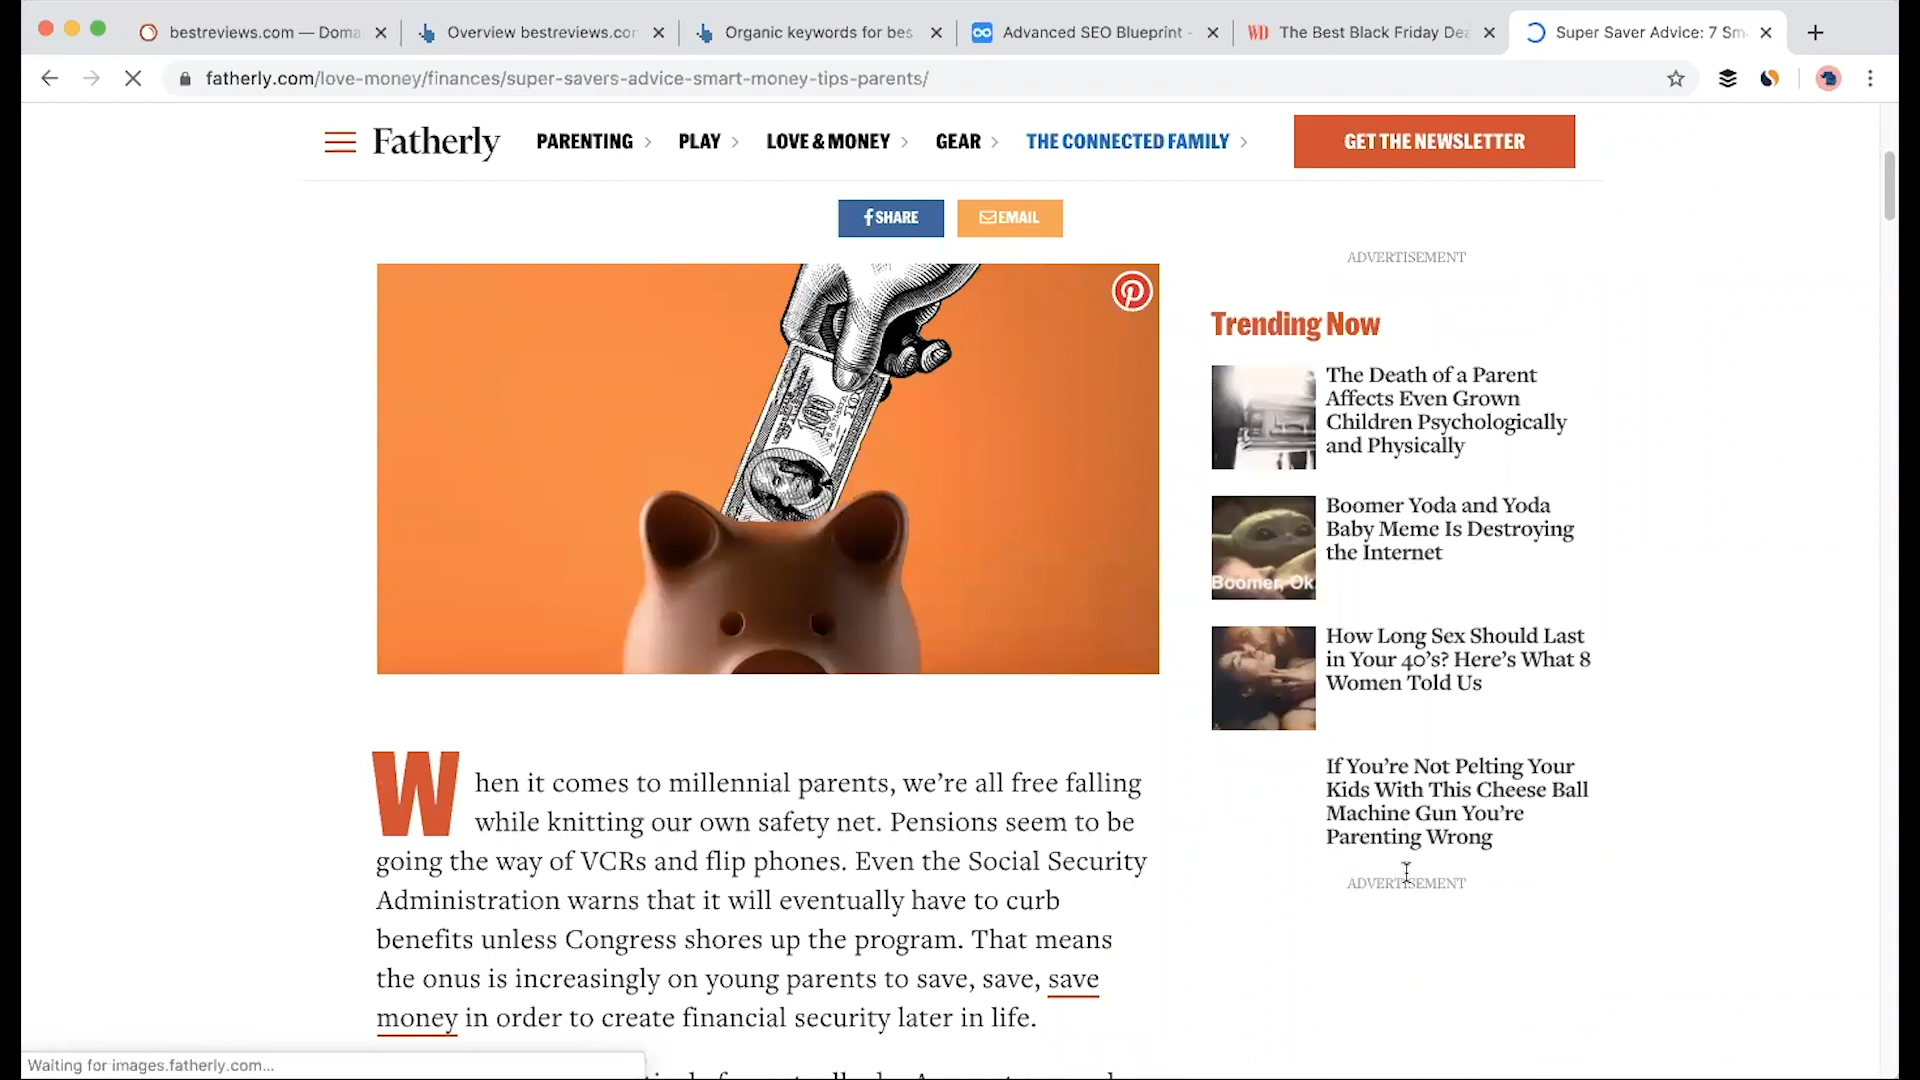 bestreviews.com — Doma
Overview bestreviews.cor
Organic keywords for bes
Advanced SEO Blueprint -
WD The Best Black Friday Dea
Super Saver Advice: 7 Sm
fatherly.com/love-money/finances/super-savers-advice-smart-money-tips-parents/
Fatherly
PARENTING
PLAY
LOVE & MONEY
GEAR
THE CONNECTED FAMILY
GET THE NEWSLETTER
SHARE
EMAIL
100
When it comes to millennial parents, we're all free falling
while knitting our own safety net. Pensions seem to be
going the way of VCRs and flip phones. Even the Social Security
Administration warns that it will eventually have to curb
benefits unless Congress shores up the program. That means
the onus is increasingly on young parents to save, save, save
money in order to create financial security later in life.
ADVERTISEMENT
Trending Now
The Death of a Parent
Affects Even Grown
Children Psychologically
and Physically
Boomer Yoda and Yoda
Baby Meme Is Destroying
the Internet
Boomer, Ok
How Long Sex Should Last
in Your 40's? Here's What 8
Women Told Us
If You're Not Pelting Your
Kids With This Cheese Ball
Machine Gun You're
Parenting Wrong
ADVERTISEMENT
Waiting for images.fatherly.com...